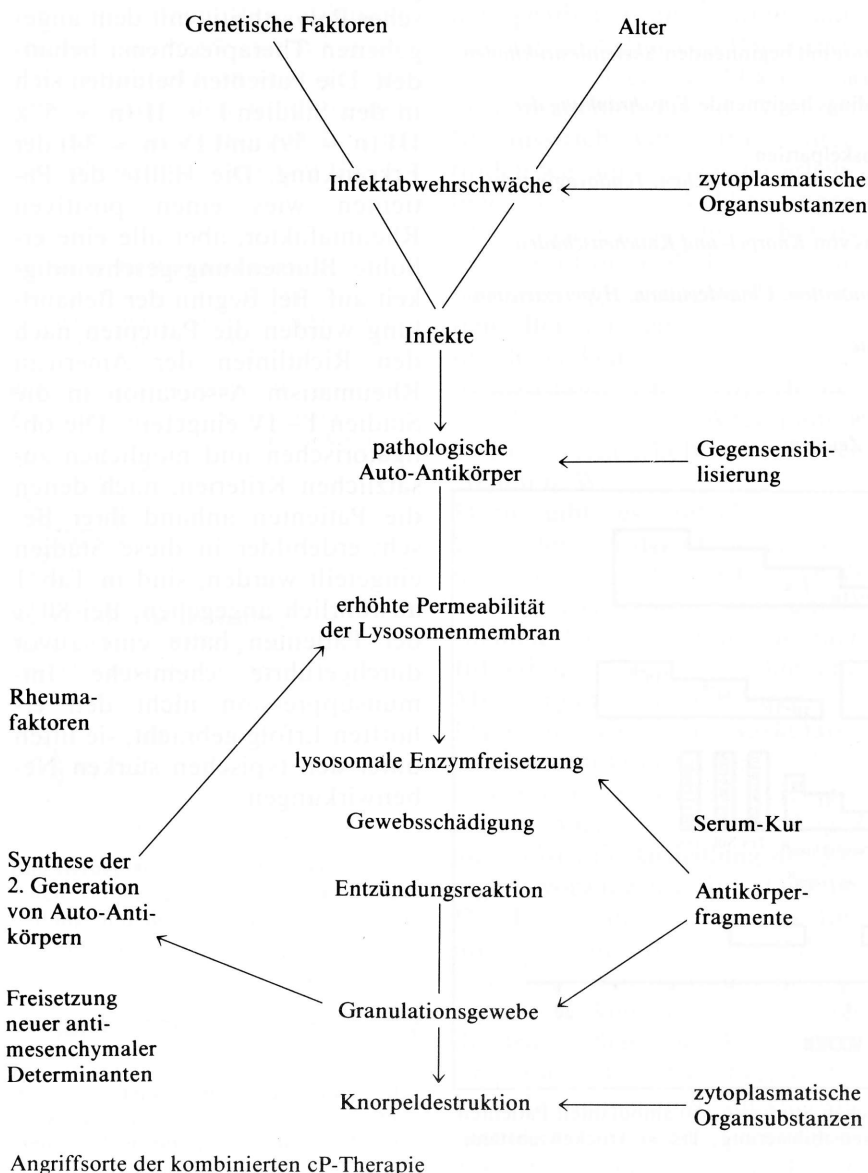 Genetische Faktoren
Alter
Infektabwehrschwäche
zytoplasmatische
Organsubstanzen
Infekte
pathologische
Auto-Antikörper
Gegensensibi-
lisierung
erhöhte Permeabilität
der Lysosomenmembran
Rheuma-
faktoren
lysosomale Enzymfreisetzung
Gewebsschädigung
Serum-Kur
Synthese der
2. Generation
von Auto-Anti-
körpern
Entzündungsreaktion
Antikörper-
fragmente
Freisetzung
neuer anti-
mesenchymaler
Determinanten
Granulationsgewebe
Knorpeldestruktion
zytoplasmatische
Organsubstanzen
Angriffsorte der kombinierten cP-Therapie